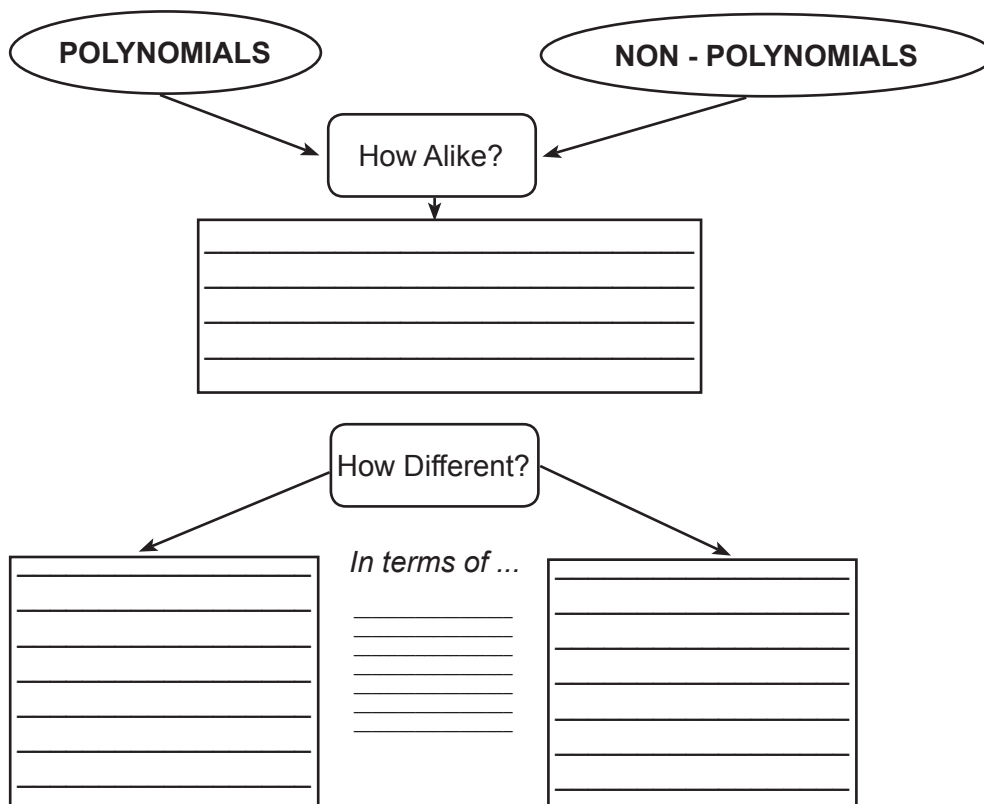 POLYNOMIALS
NON - POLYNOMIALS
How Alike?
How Different?
In terms of ...